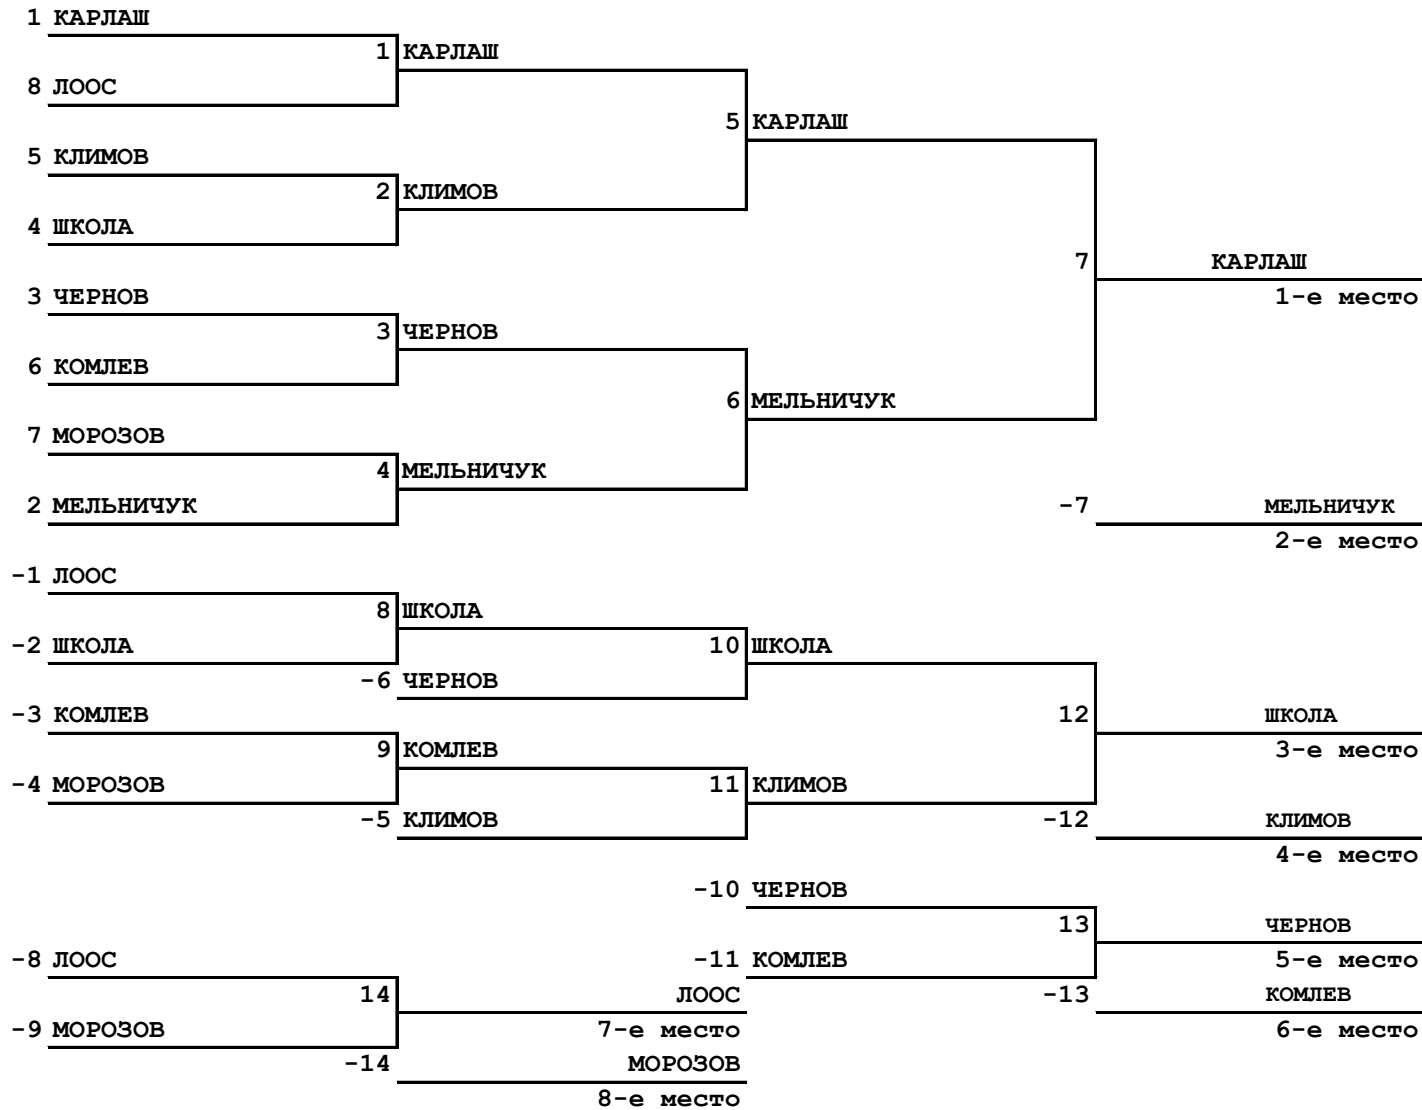 1 КАРЛАШ
1 КАРЛАШ
8 ЛООС
5 КАРЛАШ
5 КЛИМОВ
2 КЛИМОВ
4 ШКОЛА
7 КАРЛАШ
3 ЧЕРНОВ
1-е место
3 ЧЕРНОВ
6 КОМЛЕВ
6 МЕЛЬНИЧУК
7 МОРОЗОВ
4 МЕЛЬНИЧУК
2 МЕЛЬНИЧУК
-7 МЕЛЬНИЧУК
2-е место
-1 ЛООС
8 ШКОЛА
-2 ШКОЛА
10 ШКОЛА
-6 ЧЕРНОВ
-3 КОМЛЕВ
12 ШКОЛА
9 КОМЛЕВ
3-е место
-4 МОРОЗОВ
11 КЛИМОВ
-5 КЛИМОВ
-12 КЛИМОВ
4-е место
-10 ЧЕРНОВ
13 ЧЕРНОВ
-8 ЛООС
-11 КОМЛЕВ
5-е место
14 ЛООС
-13 КОМЛЕВ
-9 МОРОЗОВ
7-е место
6-е место
-14 МОРОЗОВ
8-е место